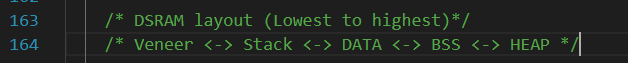 163 /* DSRAM layout (Lowest to highest)*/
164 /* Veneer <-> Stack <-> DATA <-> BSS <-> HEAP */